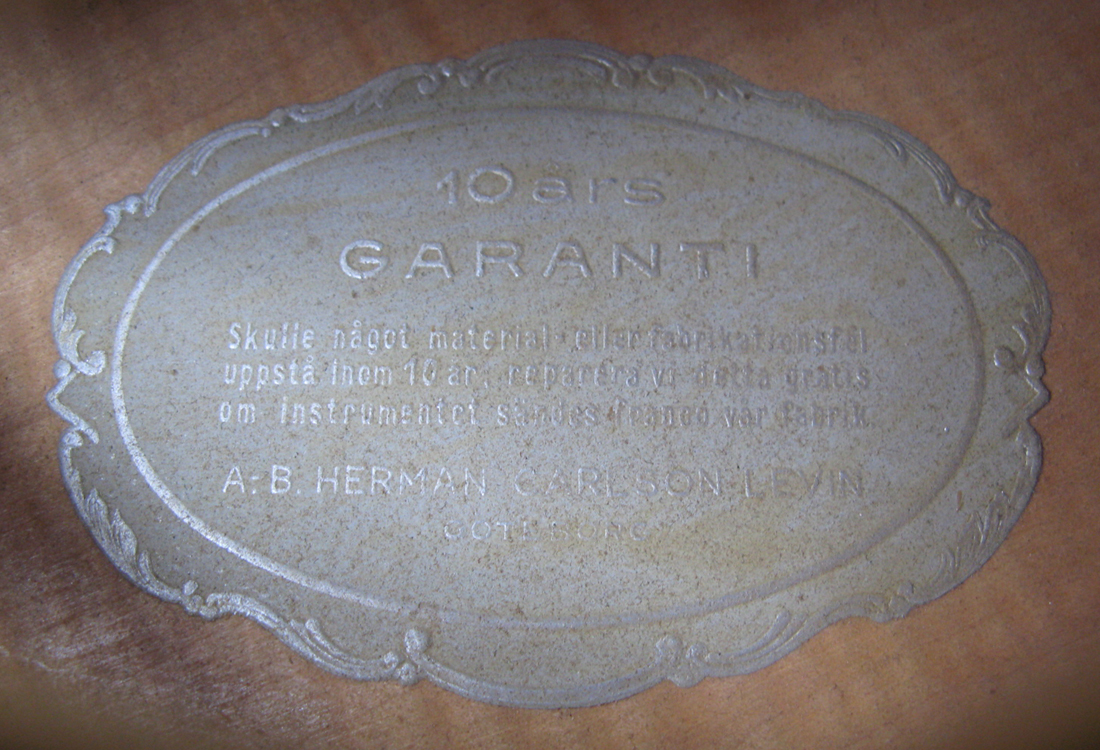 10 års
GARANTI
Skulle något material- eller fabrikationsfel
uppstå inom 10 år, reparera vi detta gratis
om instrumentet sändes franco vår fabrik.
A.-B. HERMAN CARLSON LEVIN
GÖTEBORG